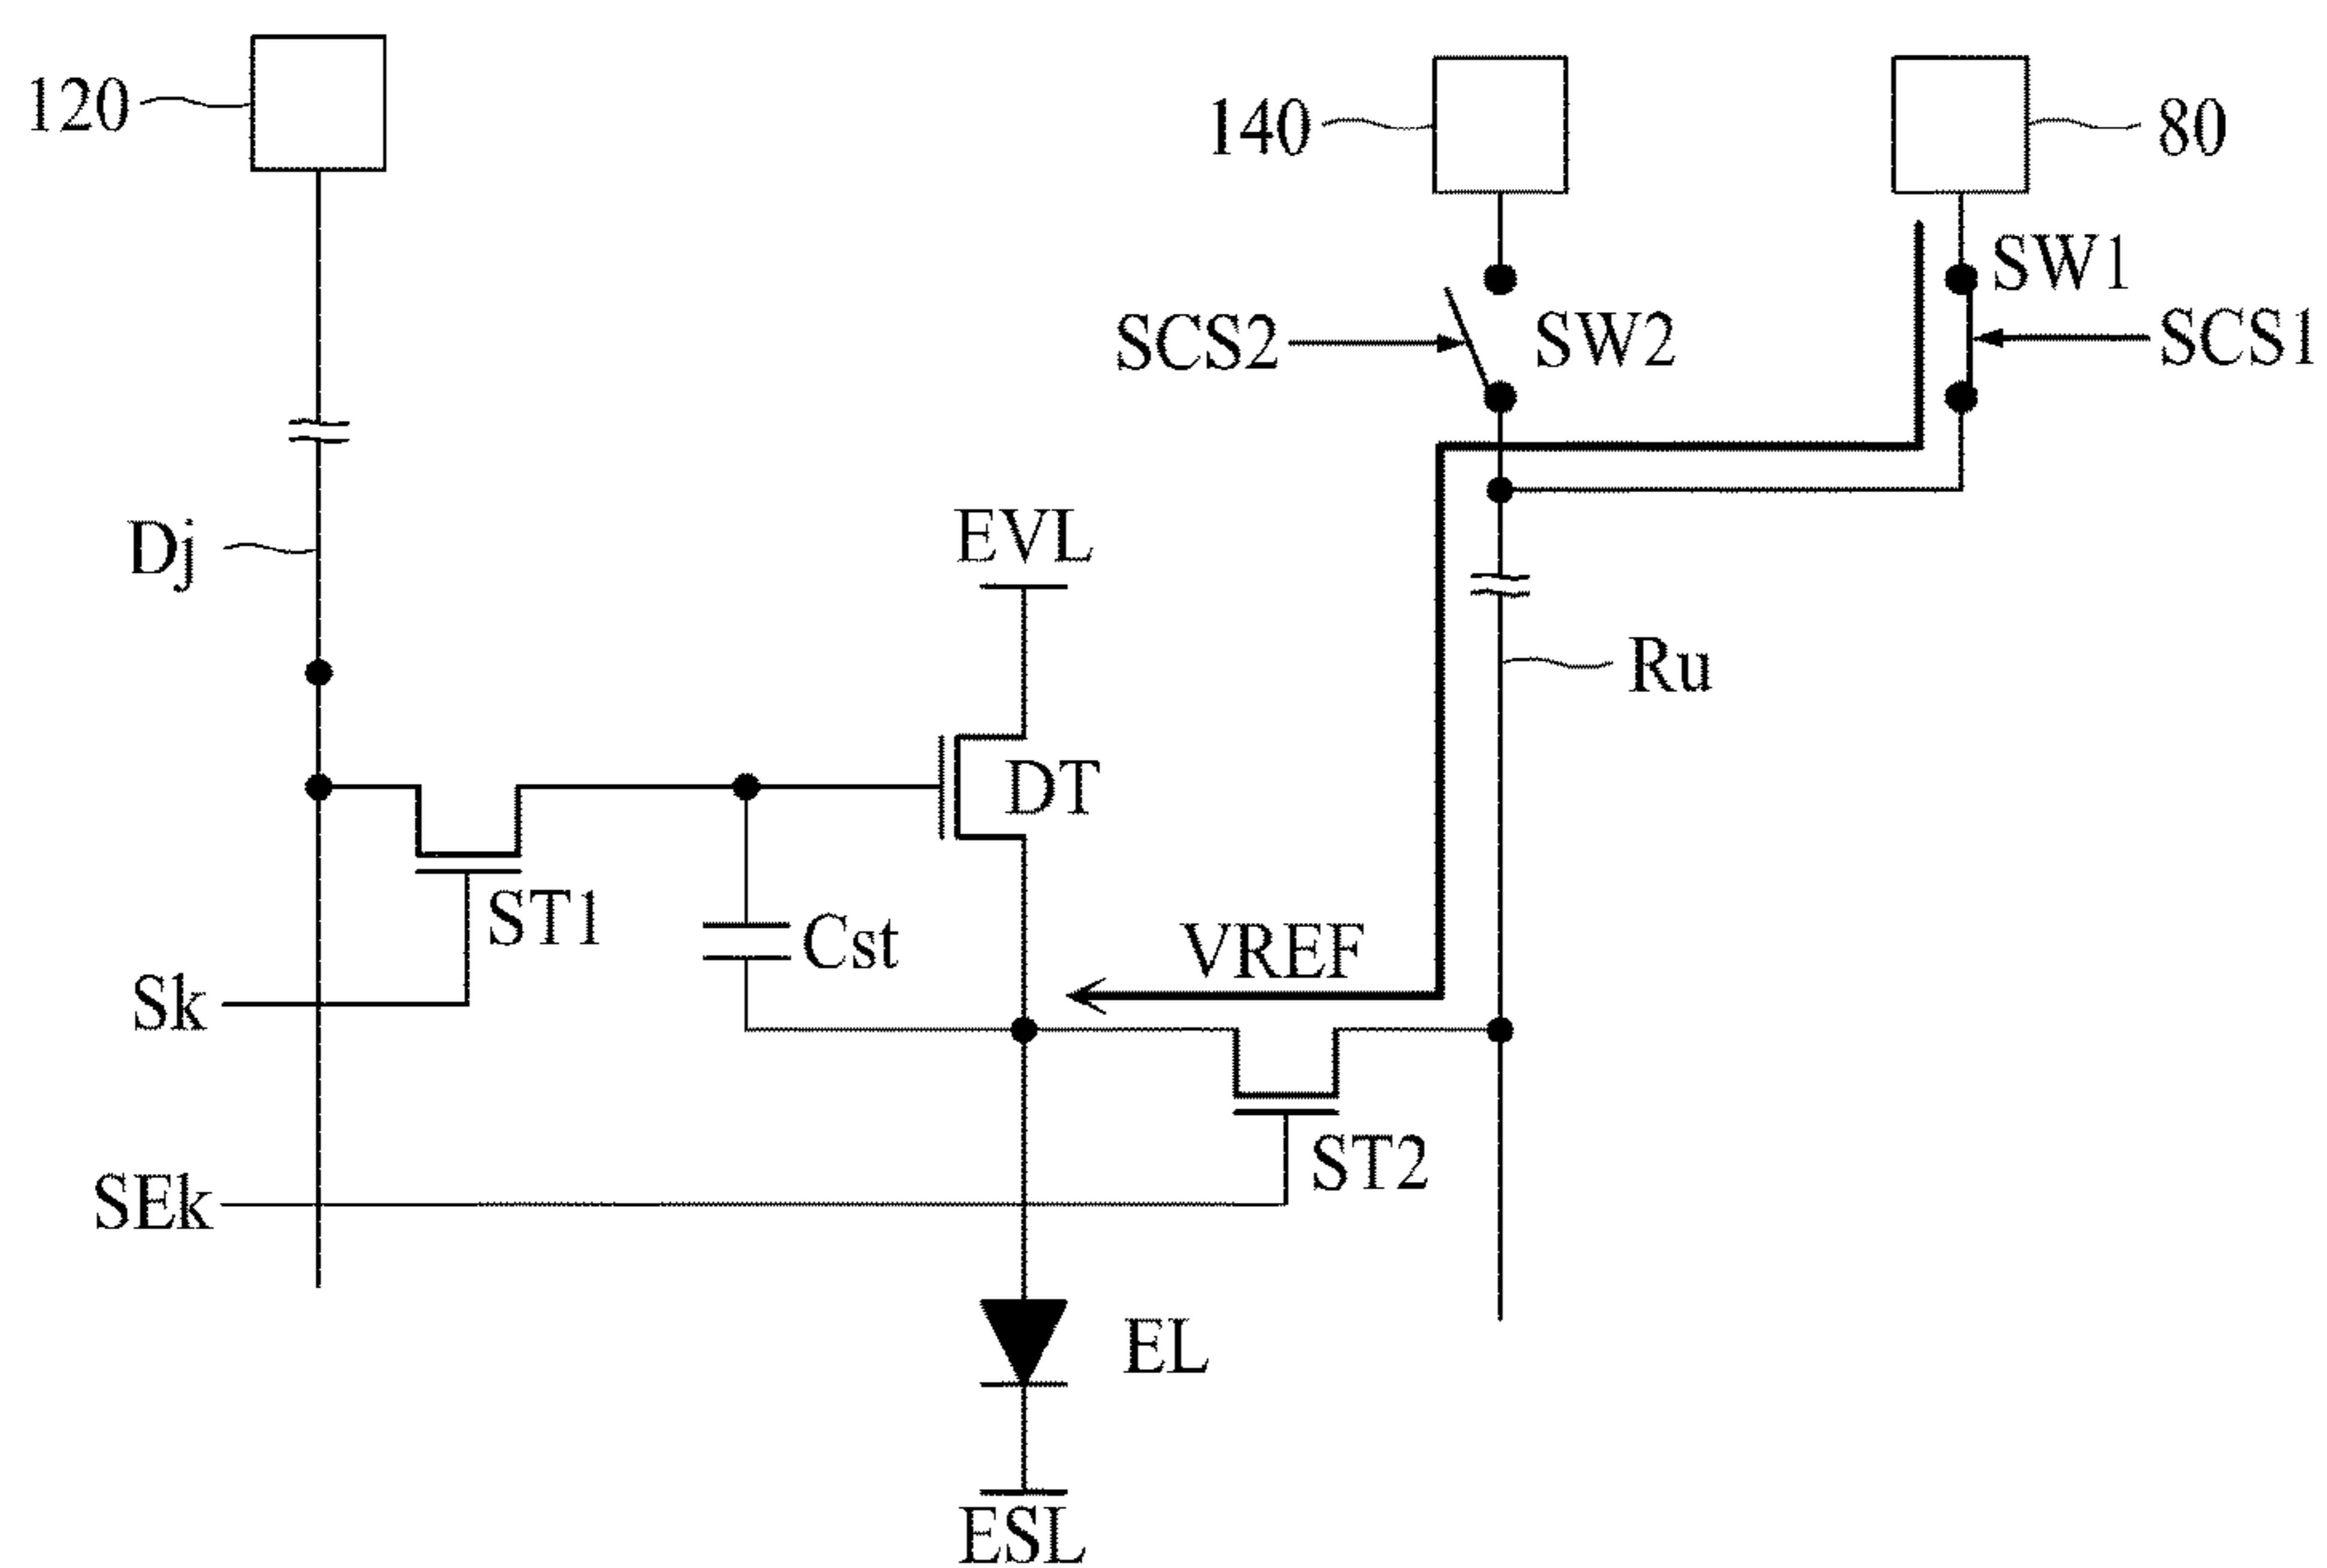 120
140
80
SW1
SCS2
SW2
SCS1
EVL
Dj
Ru
DT
ST1
Cst
VREF
Sk
ST2
SEk
EL
ESL